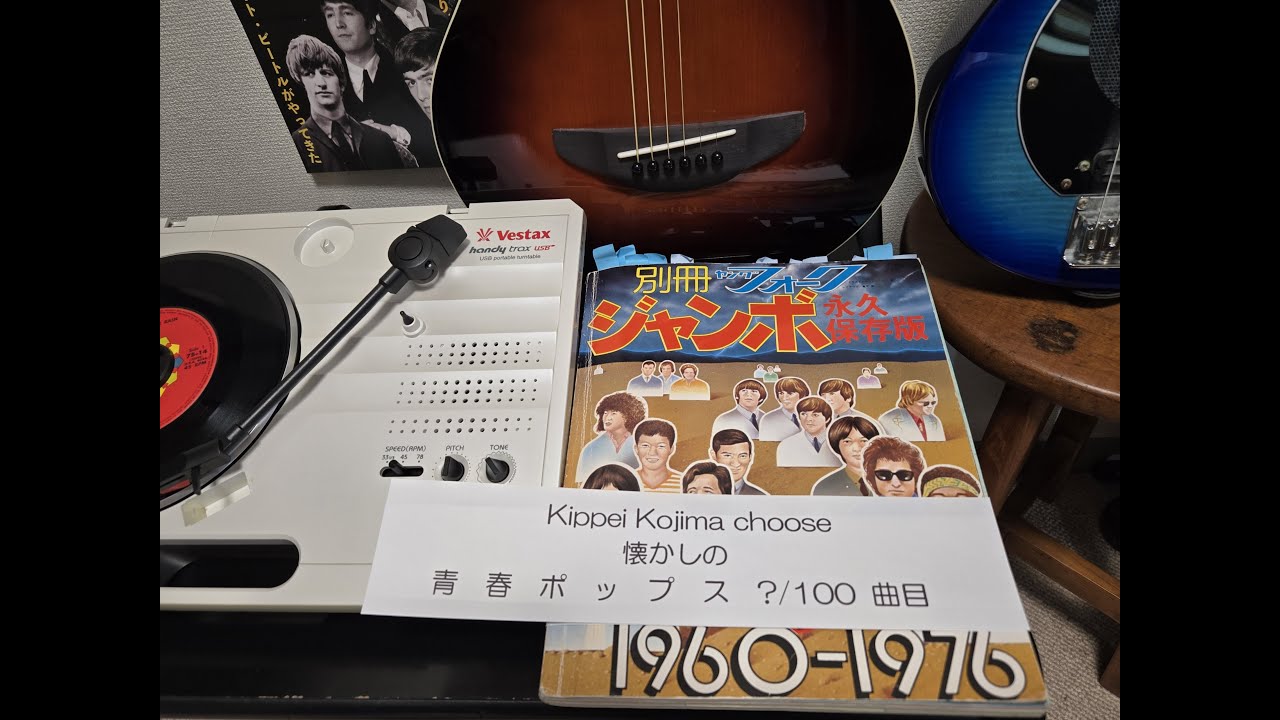 ト・ビートルがやってきた
Vestax
handy trax USB
USB portable turntable
SPEED(RPM)
33 1/3 45 78
PITCH
TONE
別冊 ヤング フォーク
ジャンボ 永久
保存版
Kippei Kojima choose
懐かしの
青春ポップス ?/100 曲目
1960-1976